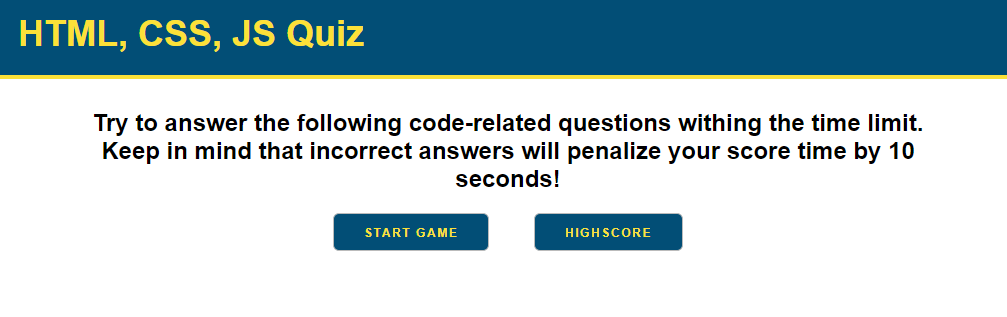 HTML, CSS, JS Quiz
Try to answer the following code-related questions withing the time limit.
Keep in mind that incorrect answers will penalize your score time by 10
seconds!
START GAME
HIGHSCORE